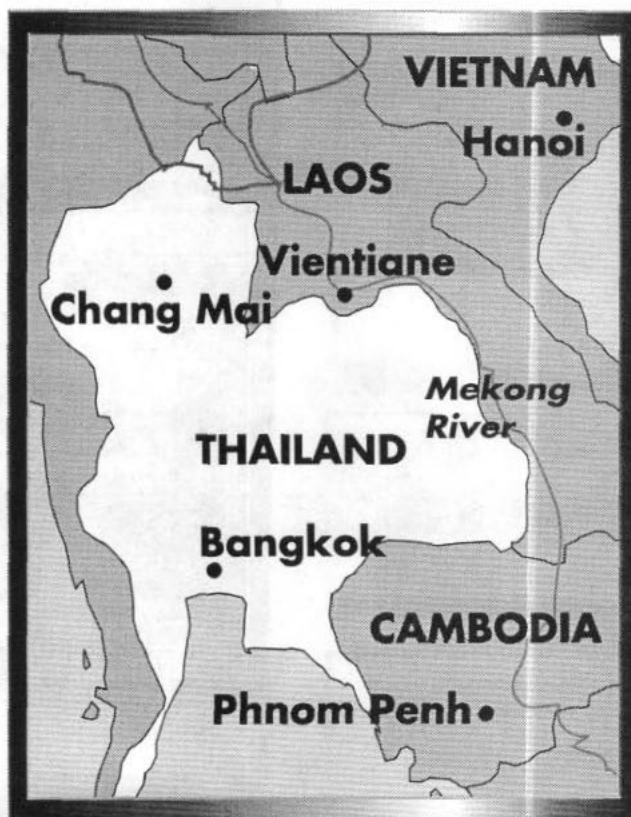 VIETNAM
Hanoi
LAOS
Vientiane
Chang Mai
Mekong
River
THAILAND
Bangkok
CAMBODIA
Phnom Penh